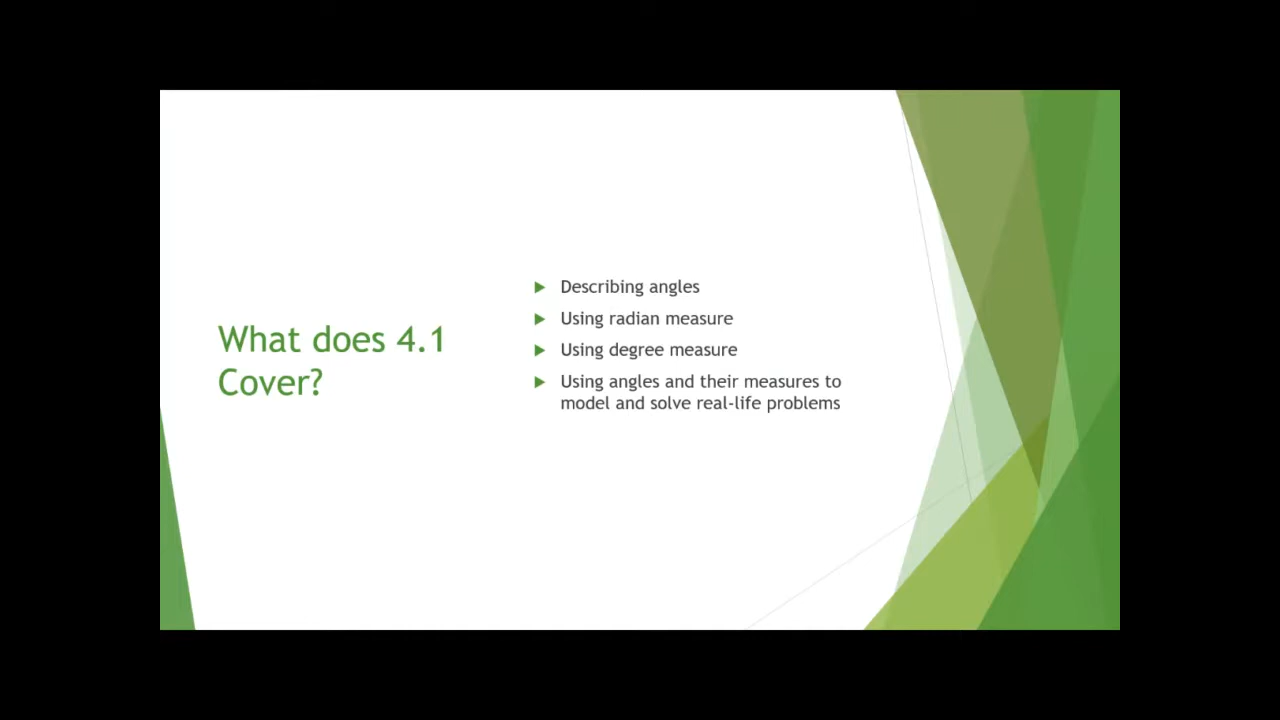 What does 4.1
Cover?
Describing angles
Using radian measure
Using degree measure
Using angles and their measures to
model and solve real-life problems